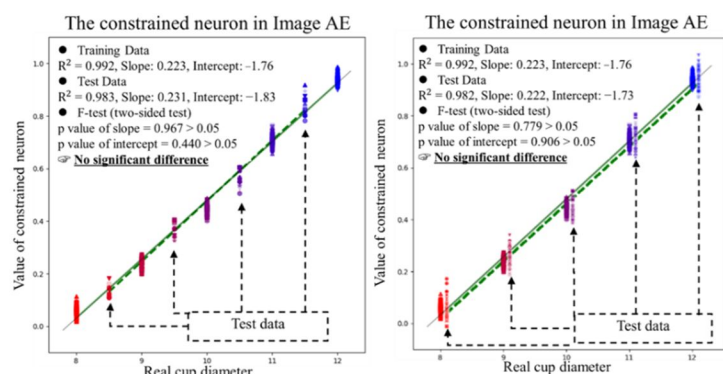 The constrained neuron in Image AE
● Training Data
R² = 0.992, Slope: 0.223, Intercept: –1.76
● Test Data
R² = 0.983, Slope: 0.231, Intercept: −1.83
● F-test (two-sided test)
p value of slope = 0.967 > 0.05
p value of intercept = 0.440 > 0.05
☞ No significant difference
Value of constrained neuron
1.0
0.8
0.6
0.4
0.2
0.0
Test data
8 9 10 11 12
Real cup diameter
The constrained neuron in Image AE
● Training Data
R² = 0.992, Slope: 0.223, Intercept: –1.76
● Test Data
R² = 0.982, Slope: 0.222, Intercept: −1.73
● F-test (two-sided test)
p value of slope = 0.779 > 0.05
p value of intercept = 0.906 > 0.05
☞ No significant difference
Value of constrained neuron
1.0
0.8
0.6
0.4
0.2
0.0
Test data
8 9 10 11 12
Real cup diameter